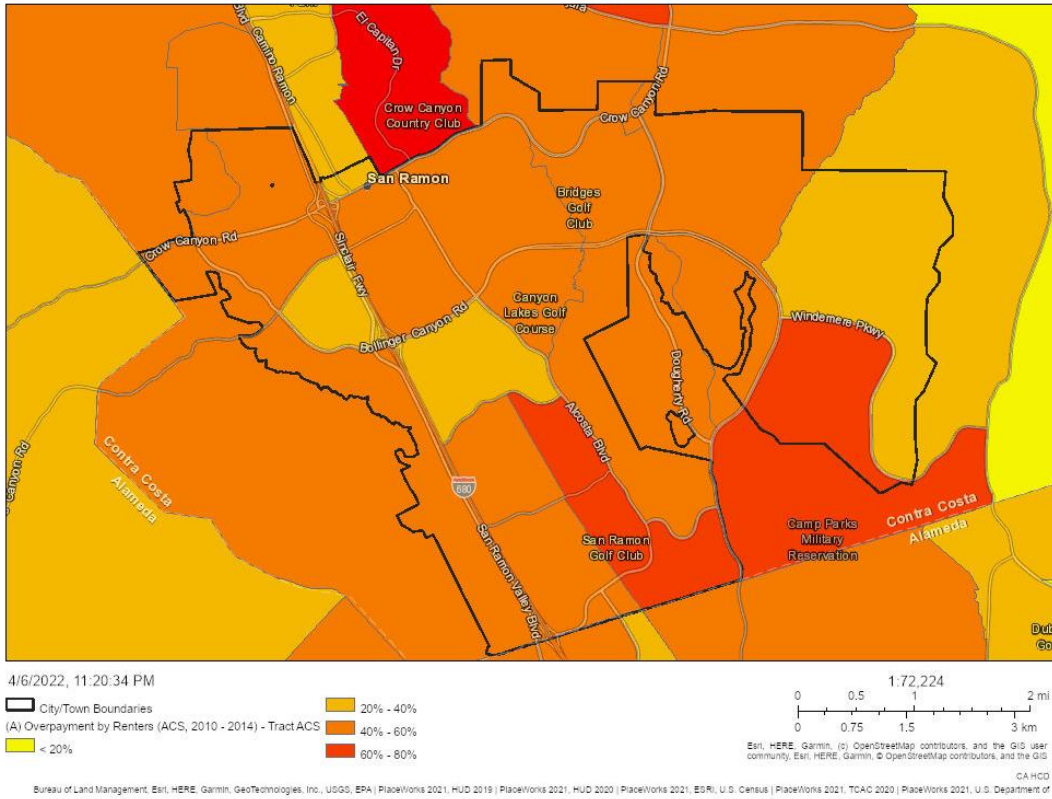 Blvd
Camino Ramon
El Capitan Dr
Crow Canyon
Country Club
Crow Canyon Rd
San Ramon
Bridges
Golf
Club
Crow Canyon Rd
Sinclair Fwy
Canyon
Lakes Golf
Course
Bollinger Canyon Rd
Windemere Pkwy
Dougherty Rd
Alcosta Blvd
Canyon Rd
Contra Costa
Alameda
680
San Ramon Valley Blvd
San Ramon
Golf Club
Camp Parks
Military
Reservation
Contra Costa
Alameda
Dub
Go
4/6/2022, 11:20:34 PM
City/Town Boundaries
(A) Overpayment by Renters (ACS, 2010 - 2014) - Tract ACS
< 20%
20% - 40%
40% - 60%
60% - 80%
1:72,224
0 0.5 1 2 mi
0 0.75 1.5 3 km
Esri, HERE, Garmin, (c) OpenStreetMap contributors, and the GIS user
community, Esri, HERE, Garmin, © OpenStreetMap contributors, and the GIS
CA HCD
Bureau of Land Management, Esri, HERE, Garmin, GeoTechnologies, Inc., USGS, EPA | PlaceWorks 2021, HUD 2019 | PlaceWorks 2021, HUD 2020 | PlaceWorks 2021, ESRI, U.S. Census | PlaceWorks 2021, TCAC 2020 | PlaceWorks 2021, U.S. Department of